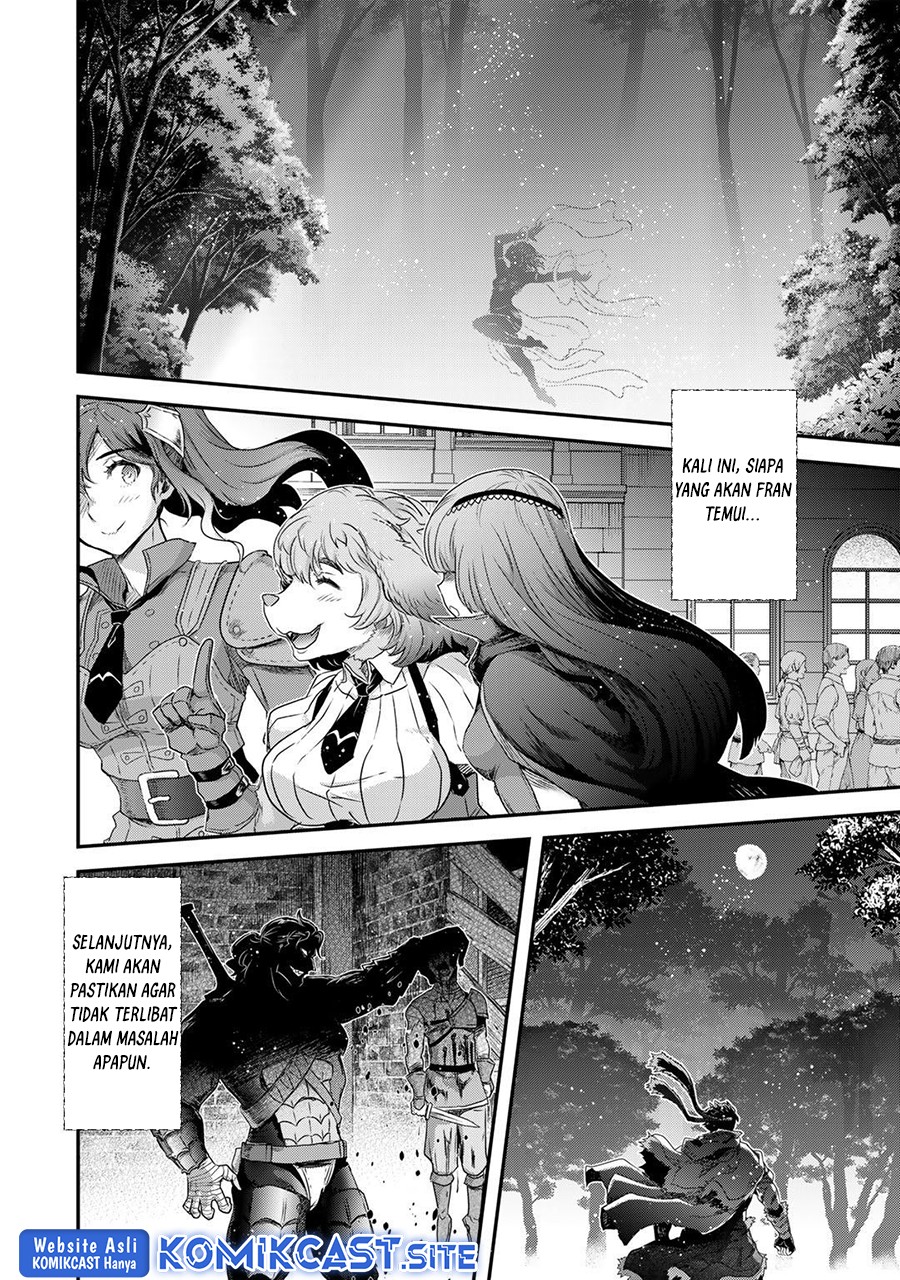 KALI INI, SIAPA
YANG AKAN FRAN
TEMUI...
SELANJUTNYA,
KAMI AKAN
PASTIKAN AGAR
TIDAK TERLIBAT
DALAM MASALAH
APAPUN.
Website Asli
KOMIKCAST Hanya
KOMIKCAST.SITE